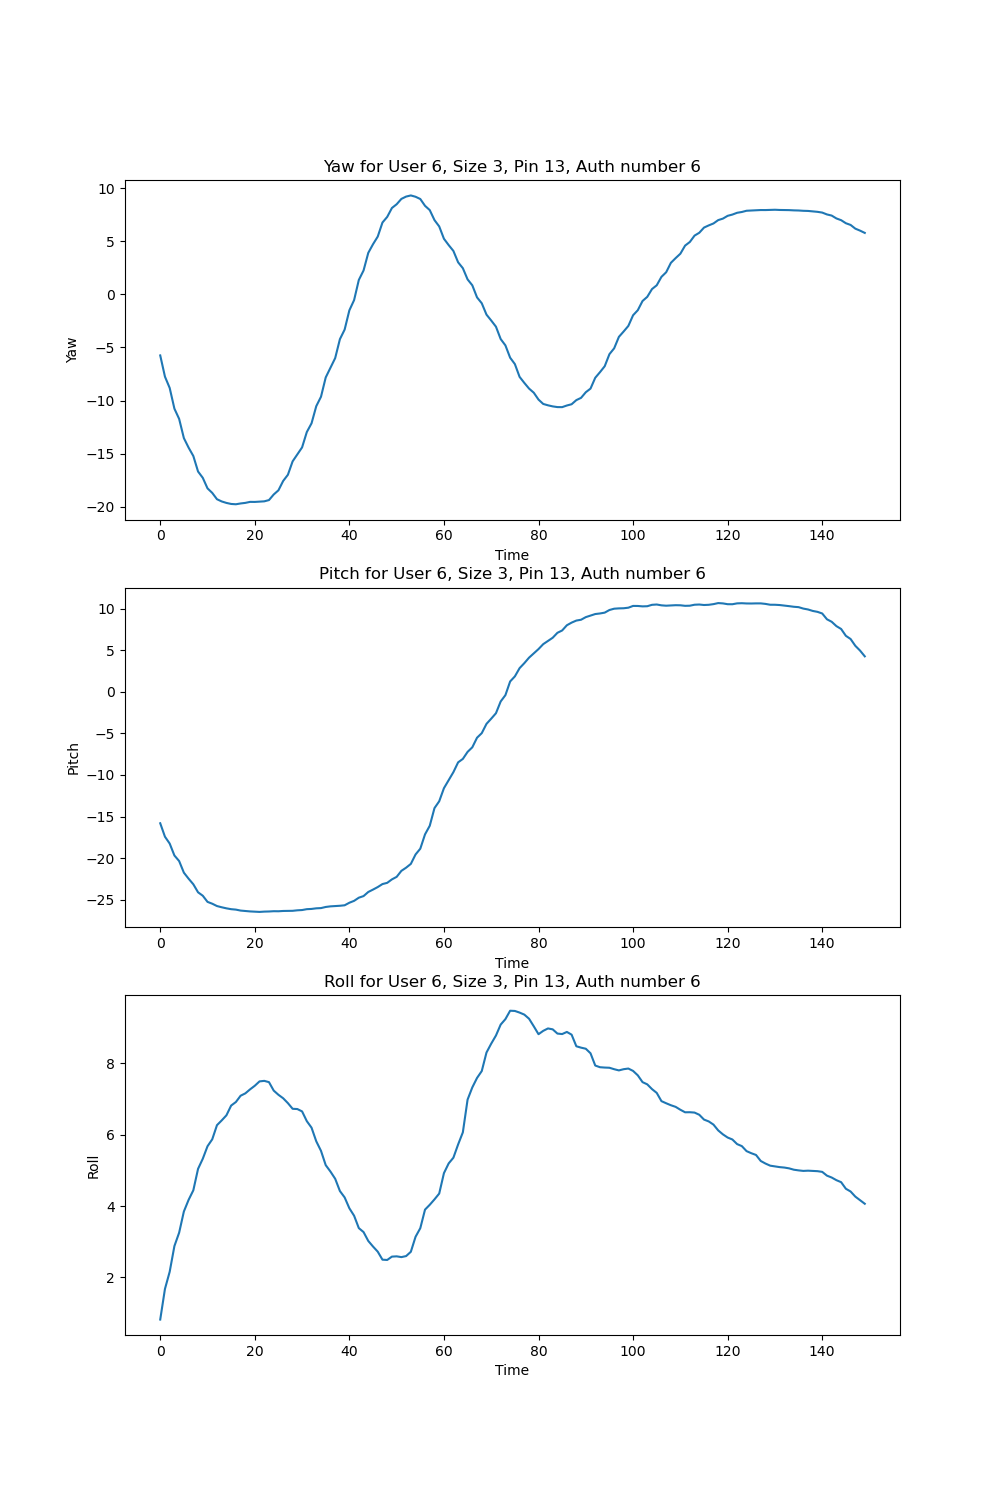 Yaw for User 6, Size 3, Pin 13, Auth number 6
10
5
0
−5
−10
−15
−20
Yaw
0 20 40 60 80 100 120 140
Time
Pitch for User 6, Size 3, Pin 13, Auth number 6
10
5
0
−5
−10
−15
−20
−25
Pitch
0 20 40 60 80 100 120 140
Time
Roll for User 6, Size 3, Pin 13, Auth number 6
8
6
4
2
Roll
0 20 40 60 80 100 120 140
Time